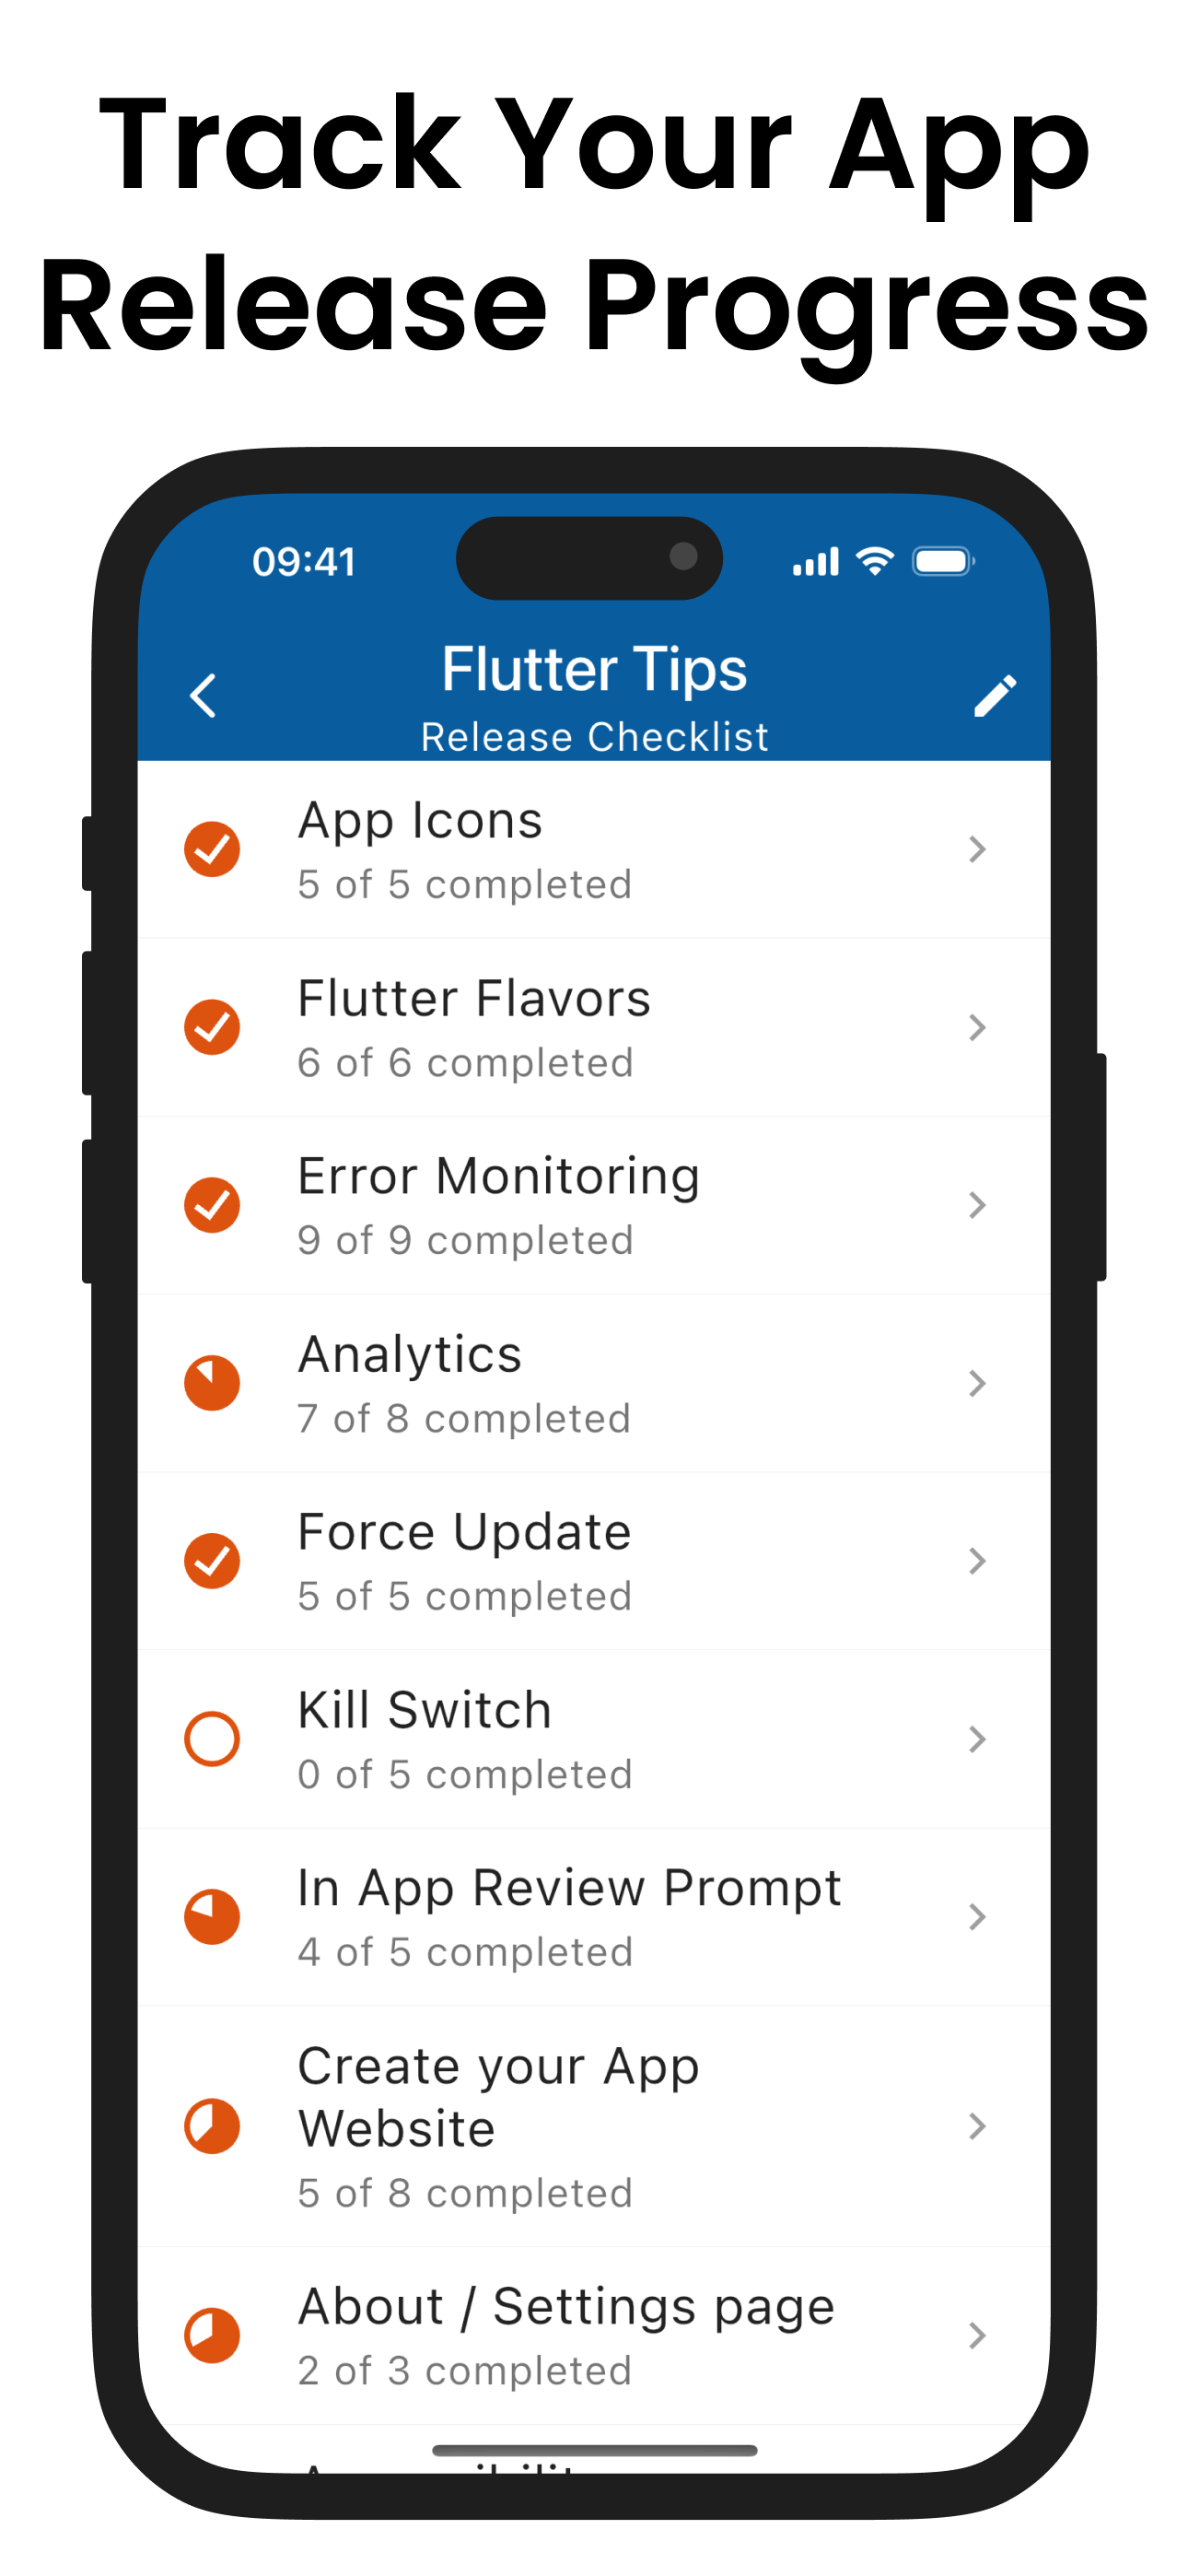 Track Your App
Release Progress
09:41
Flutter Tips
Release Checklist
App Icons
5 of 5 completed
Flutter Flavors
6 of 6 completed
Error Monitoring
9 of 9 completed
Analytics
7 of 8 completed
Force Update
5 of 5 completed
Kill Switch
0 of 5 completed
In App Review Prompt
4 of 5 completed
Create your App
Website
5 of 8 completed
About / Settings page
2 of 3 completed